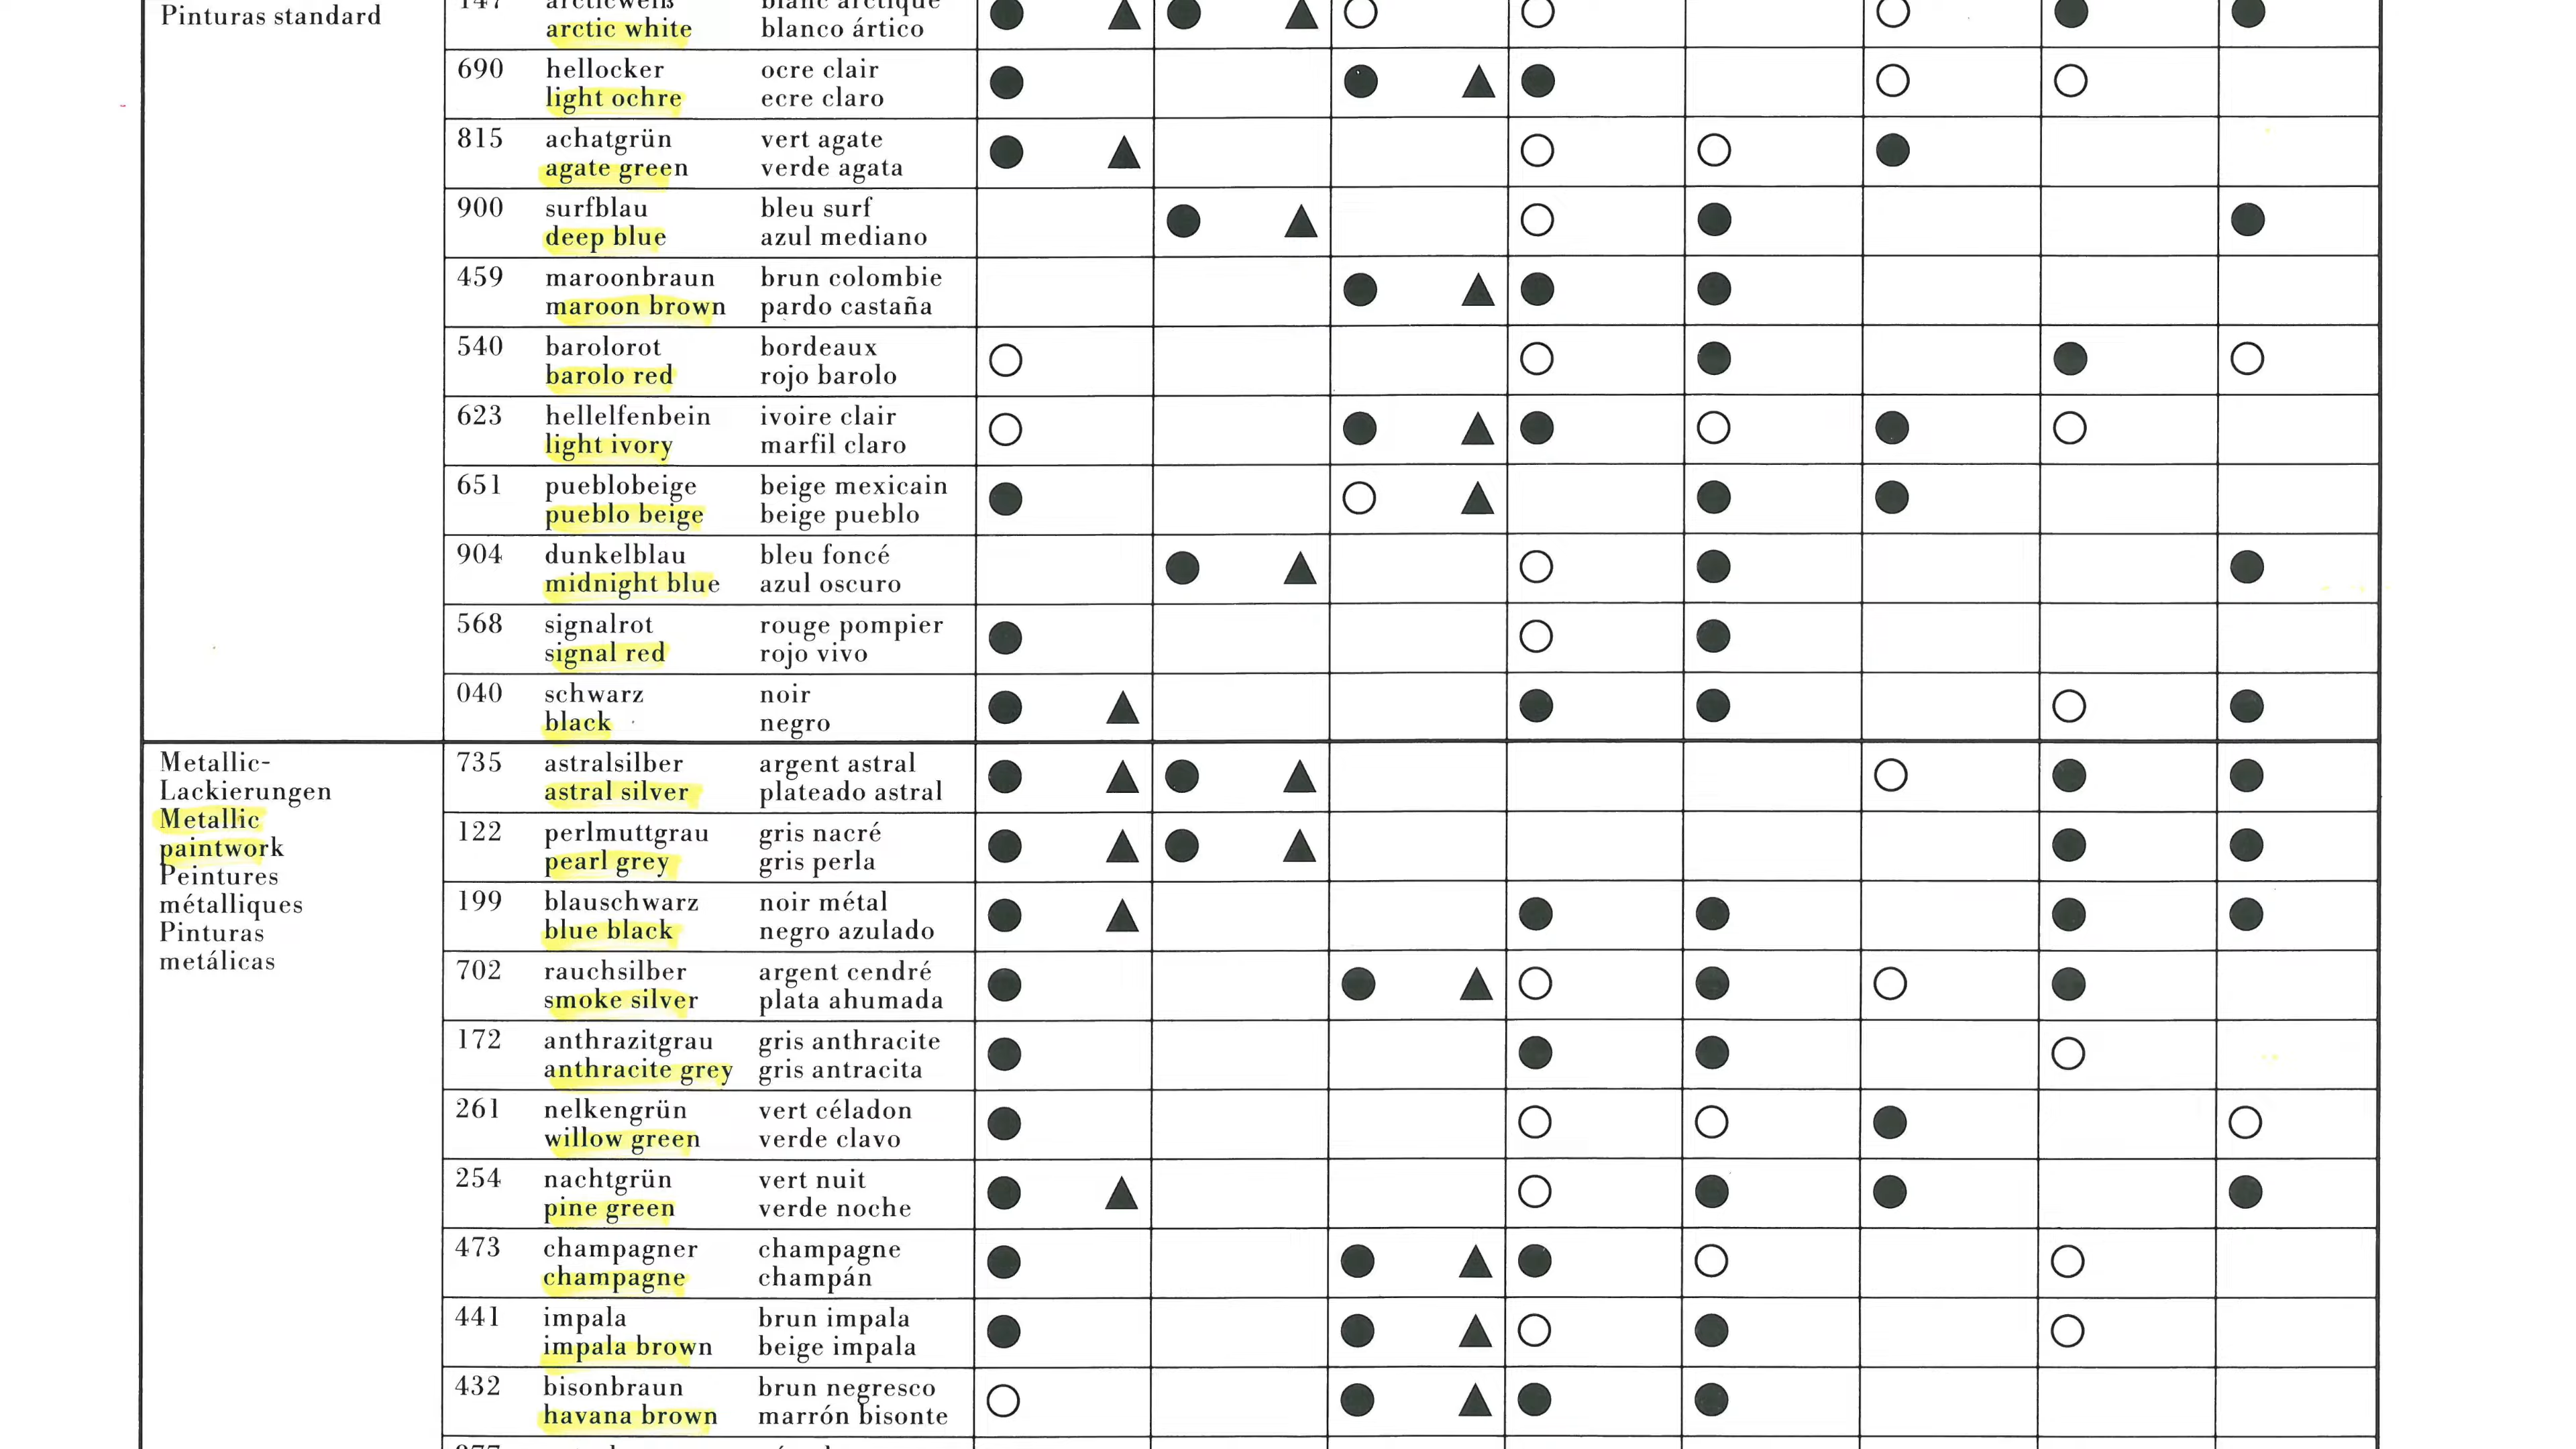 Pinturas standard
147 arcticweiß blanc arctique
arctic white blanco ártico
690 hellocker ocre clair
light ochre ecre claro
815 achatgrün vert agate
agate green verde agata
900 surfblau bleu surf
deep blue azul mediano
459 maroonbraun brun colombie
maroon brown pardo castaña
540 barolorot bordeaux
barolo red rojo barolo
623 hellelfenbein ivoire clair
light ivory marfil claro
651 pueblobeige beige mexicain
pueblo beige beige pueblo
904 dunkelblau bleu foncé
midnight blue azul oscuro
568 signalrot rouge pompier
signal red rojo vivo
040 schwarz noir
black negro
Metallic-
Lackierungen
Metallic
paintwork
Peintures
métalliques
Pinturas
metálicas
735 astralsilber argent astral
astral silver plateado astral
122 perlmuttgrau gris nacré
pearl grey gris perla
199 blauschwarz noir métal
blue black negro azulado
702 rauchsilber argent cendré
smoke silver plata ahumada
172 anthrazitgrau gris anthracite
anthracite grey gris antracita
261 nelkengrün vert céladon
willow green verde clavo
254 nachtgrün vert nuit
pine green verde noche
473 champagner champagne
champagne champán
441 impala brun impala
impala brown beige impala
432 bisonbraun brun negresco
havana brown marrón bisonte